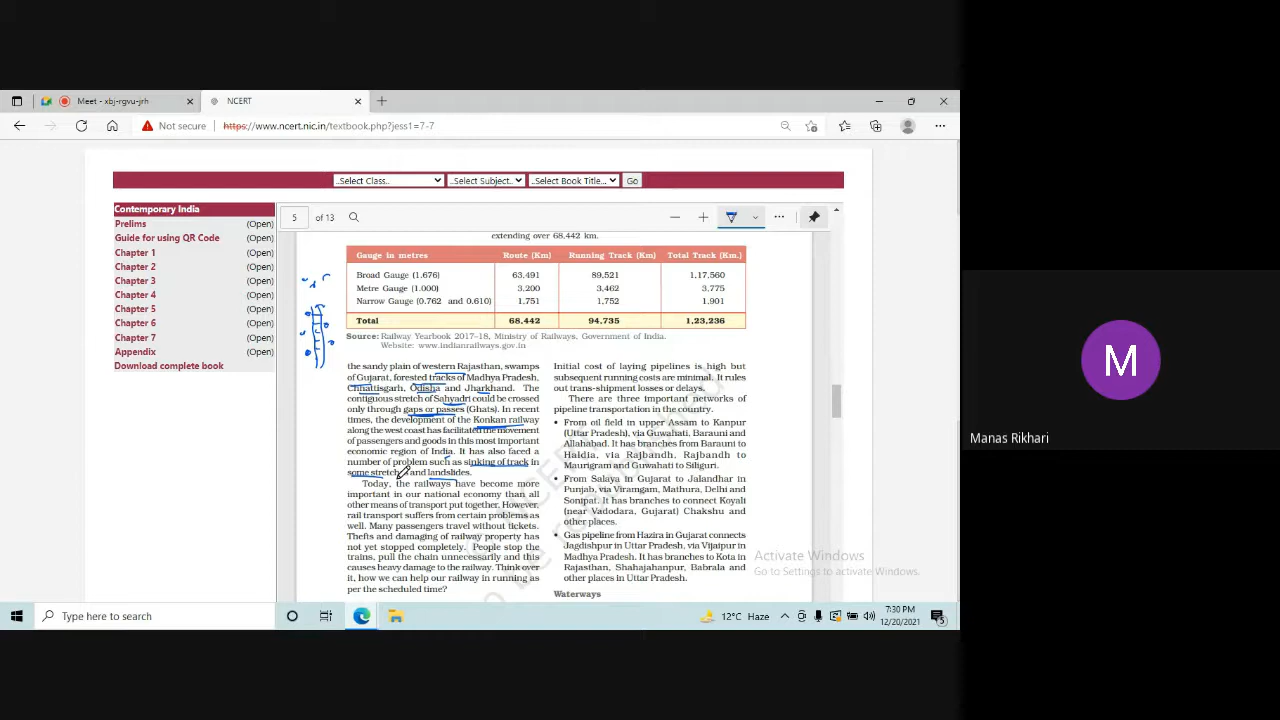 Meet - xbj-rgvu-jrh
NCERT
Not secure
https://www.ncert.nic.in/textbook.php?jess1=7-7
..Select Class..
..Select Subject..
..Select Book Title...
Go
Contemporary India
Prelims (Open)
Guide for using QR Code (Open)
Chapter 1 (Open)
Chapter 2 (Open)
Chapter 3 (Open)
Chapter 4 (Open)
Chapter 5 (Open)
Chapter 6 (Open)
Chapter 7 (Open)
Appendix (Open)
Download complete book
5 of 13
extending over 68,442 km.
Gauge in metres Route (Km) Running Track (Km) Total Track (Km.)
Broad Gauge (1.676) 63,491 89,521 1,17,560
Metre Gauge (1.000) 3,200 3,462 3,775
Narrow Gauge (0.762 and 0.610) 1,751 1,752 1,901
Total 68,442 94,735 1,23,236
Source: Railway Yearbook 2017-18, Ministry of Railways, Government of India.
Website: www.indianrailways.gov.in
the sandy plain of western Rajasthan, swamps
of Gujarat, forested tracks of Madhya Pradesh,
Chhattisgarh, Odisha and Jharkhand. The
contiguous stretch of Sahyadri could be crossed
only through gaps or passes (Ghats). In recent
times, the development of the Konkan railway
along the west coast has facilitated the movement
of passengers and goods in this most important
economic region of India. It has also faced a
number of problem such as sinking of track in
some stretches and landslides.
Today, the railways have become more
important in our national economy than all
other means of transport put together. However,
rail transport suffers from certain problems as
well. Many passengers travel without tickets.
Thefts and damaging of railway property has
not yet stopped completely. People stop the
trains, pull the chain unnecessarily and this
causes heavy damage to the railway. Think over
it, how we can help our railway in running as
per the scheduled time?
Initial cost of laying pipelines is high but
subsequent running costs are minimal. It rules
out trans-shipment losses or delays.
There are three important networks of
pipeline transportation in the country.
• From oil field in upper Assam to Kanpur
(Uttar Pradesh), via Guwahati, Barauni and
Allahabad. It has branches from Barauni to
Haldia, via Rajbandh, Rajbandh to
Maurigram and Guwahati to Siliguri.
• From Salaya in Gujarat to Jalandhar in
Punjab, via Viramgam, Mathura, Delhi and
Sonipat. It has branches to connect Koyali
(near Vadodara, Gujarat) Chakshu and
other places.
• Gas pipeline from Hazira in Gujarat connects
Jagdishpur in Uttar Pradesh, via Vijaipur in
Madhya Pradesh. It has branches to Kota in
Rajasthan, Shahajahanpur, Babrala and
other places in Uttar Pradesh.
Waterways
Activate Windows
Go to Settings to activate Windows.
Type here to search
12°C Haze
7:30 PM
12/20/2021
5
M
Manas Rikhari